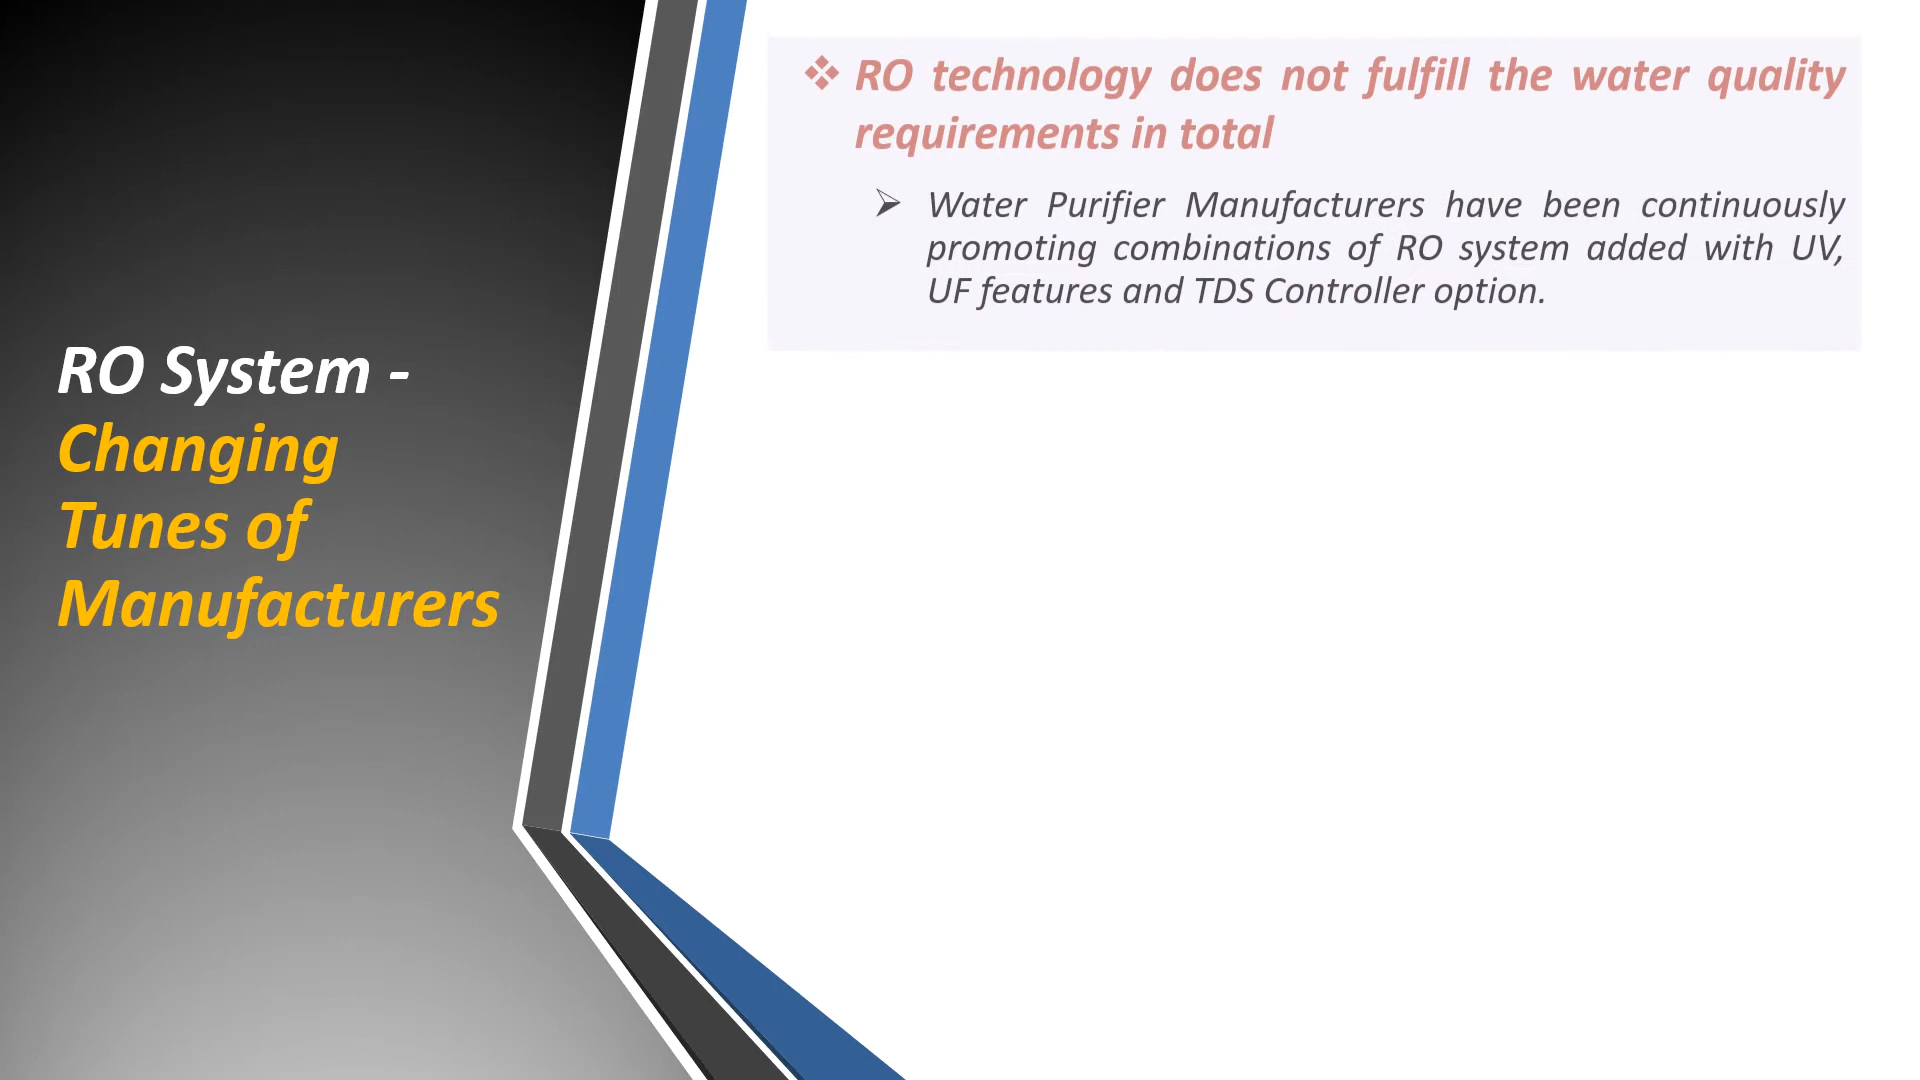 RO System -
Changing
Tunes of
Manufacturers
RO technology does not fulfill the water quality
requirements in total
Water Purifier Manufacturers have been continuously
promoting combinations of RO system added with UV,
UF features and TDS Controller option.